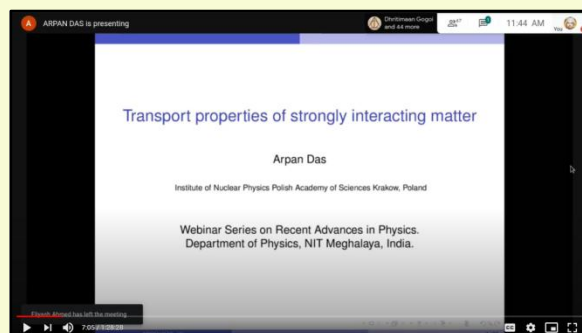 A ARPAN DAS is presenting
Dhritimaan Gogoi
and 44 more
47
11:44 AM
You
Transport properties of strongly interacting matter
Arpan Das
Institute of Nuclear Physics Polish Academy of Sciences Krakow, Poland
Webinar Series on Recent Advances in Physics.
Department of Physics, NIT Meghalaya, India.
Ahmed has left the meeting
7:05 / 1:28:29
CC